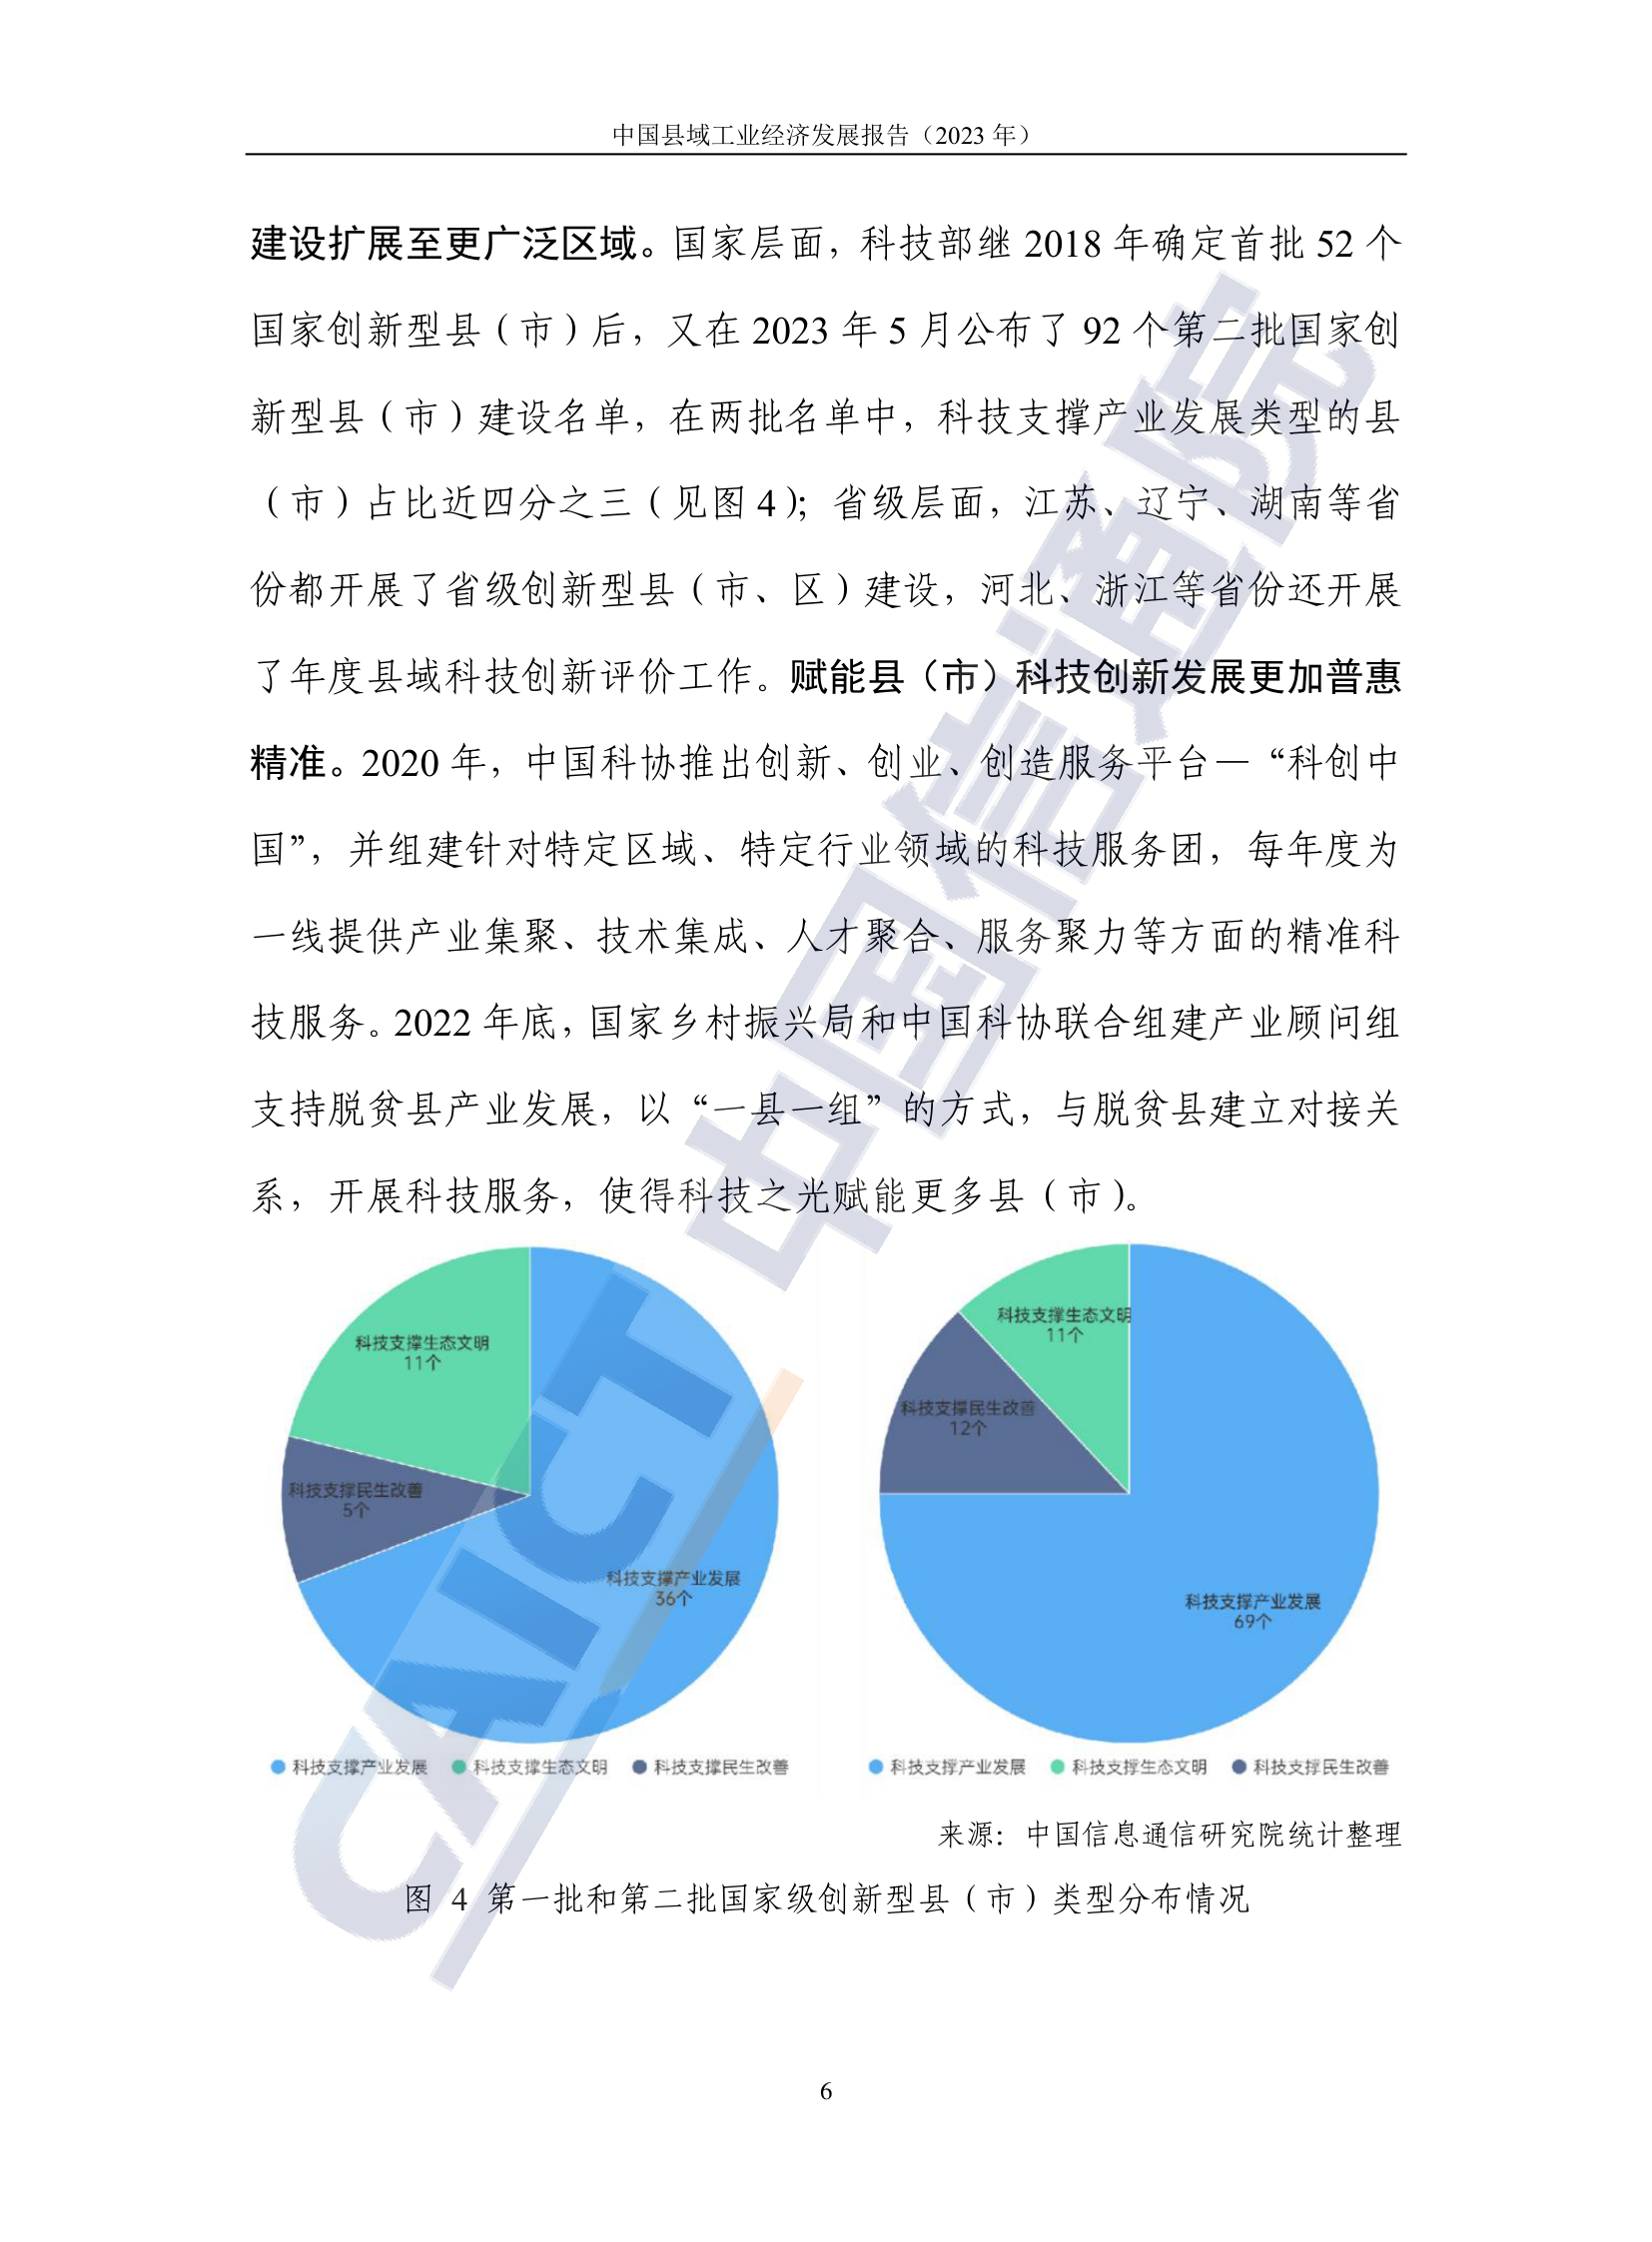 中国县域工业经济发展报告（2023 年）
建设扩展至更广泛区域。国家层面，科技部继 2018 年确定首批 52 个
国家创新型县（市）后，又在 2023 年 5 月公布了 92 个第二批国家创
新型县（市）建设名单，在两批名单中，科技支撑产业发展类型的县
（市）占比近四分之三（见图 4）；省级层面，江苏、辽宁、湖南等省
份都开展了省级创新型县（市、区）建设，河北、浙江等省份还开展
了年度县域科技创新评价工作。赋能县（市）科技创新发展更加普惠
精准。2020 年，中国科协推出创新、创业、创造服务平台—“科创中
国”，并组建针对特定区域、特定行业领域的科技服务团，每年度为
一线提供产业集聚、技术集成、人才聚合、服务聚力等方面的精准科
技服务。2022 年底，国家乡村振兴局和中国科协联合组建产业顾问组
支持脱贫县产业发展，以“一县一组”的方式，与脱贫县建立对接关
系，开展科技服务，使得科技之光赋能更多县（市）。
科技支撑生态文明
11个
科技支撑民生改善
5个
科技支撑产业发展
36个
科技支撑产业发展 科技支撑生态文明 科技支撑民生改善
科技支撑生态文明
11个
科技支撑民生改善
12个
科技支撑产业发展
69个
科技支撑产业发展 科技支撑生态文明 科技支撑民生改善
来源：中国信息通信研究院统计整理
图 4 第一批和第二批国家级创新型县（市）类型分布情况
6
CAICT 中国信通院